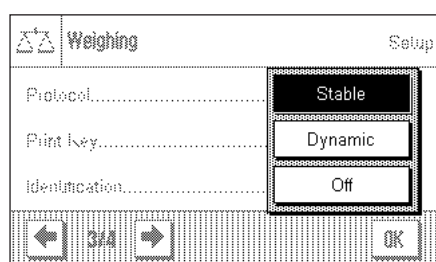 Weighing Setup
Protocol.......................... Stable
Print Key.......................... Dynamic
Identification...................... Off
3/4 OK